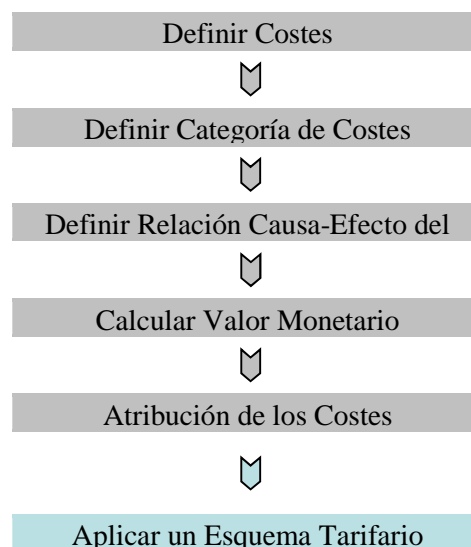 Definir Costes
Definir Categoría de Costes
Definir Relación Causa-Efecto del
Calcular Valor Monetario
Atribución de los Costes
Aplicar un Esquema Tarifario